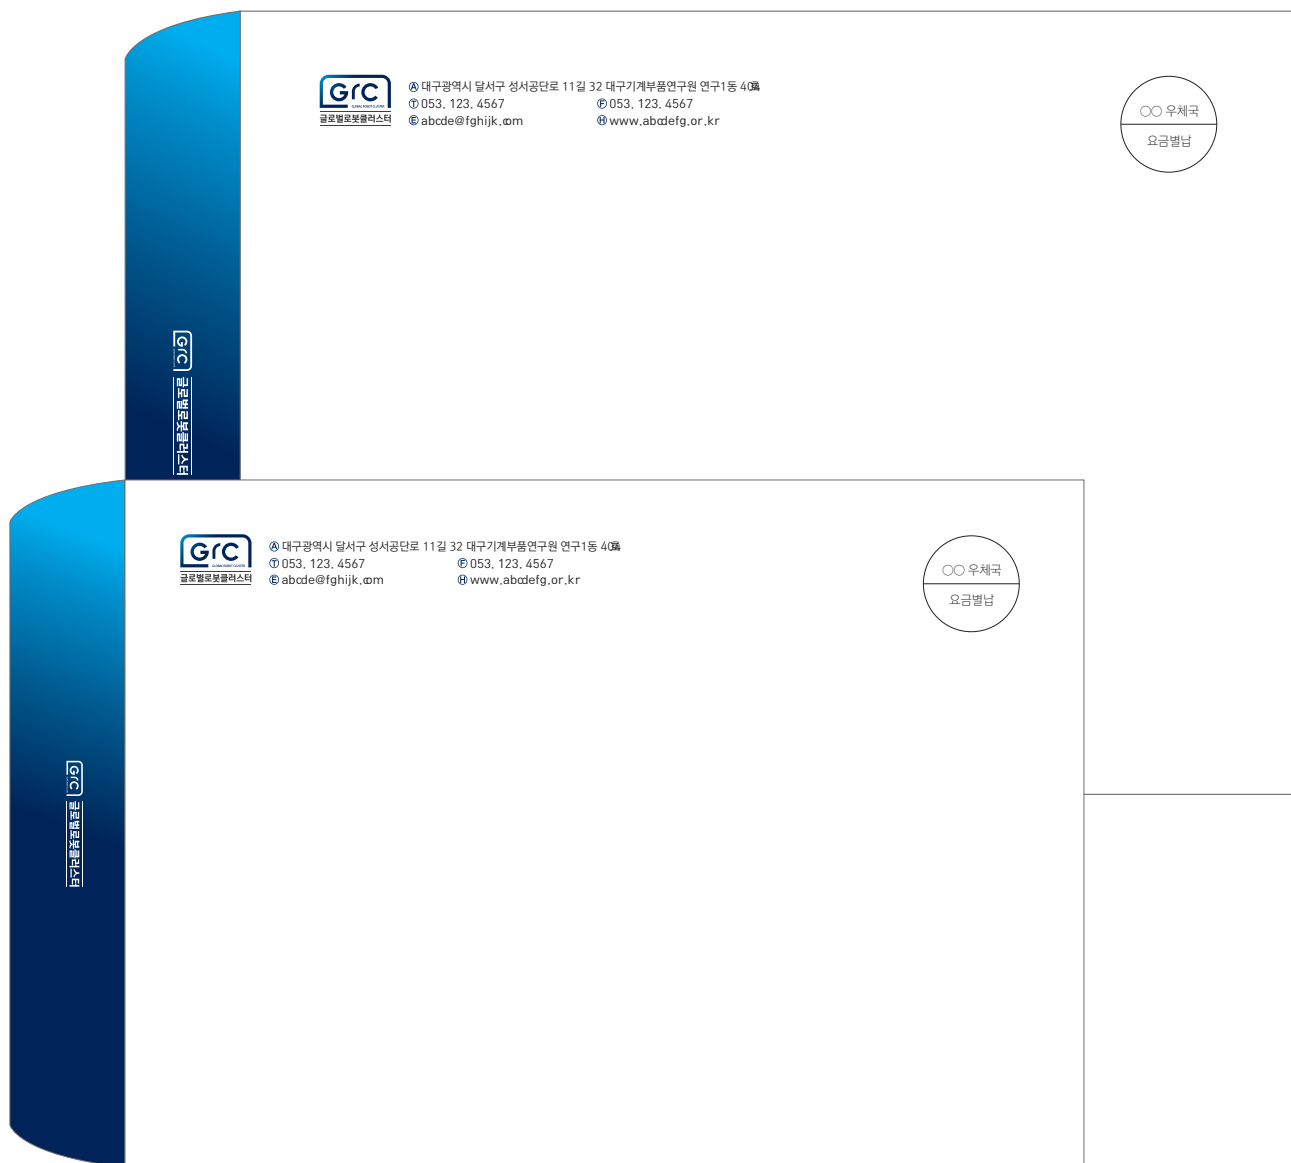 GrC
GLOBAL ROBOT CLUSTER
글로벌로봇클러스터
Ⓐ 대구광역시 달서구 성서공단로 11길 32 대구기계부품연구원 연구1동
Ⓣ 053. 123. 4567 Ⓕ 053. 123. 4567
Ⓔ abcde@fghijk.com Ⓗ www.abcdefg.or.kr
○○ 우체국
요금별납
GrC 글로벌로봇클러스터
GrC
GLOBAL ROBOT CLUSTER
글로벌로봇클러스터
Ⓐ 대구광역시 달서구 성서공단로 11길 32 대구기계부품연구원 연구1동
Ⓣ 053. 123. 4567 Ⓕ 053. 123. 4567
Ⓔ abcde@fghijk.com Ⓗ www.abcdefg.or.kr
○○ 우체국
요금별납
GrC 글로벌로봇클러스터